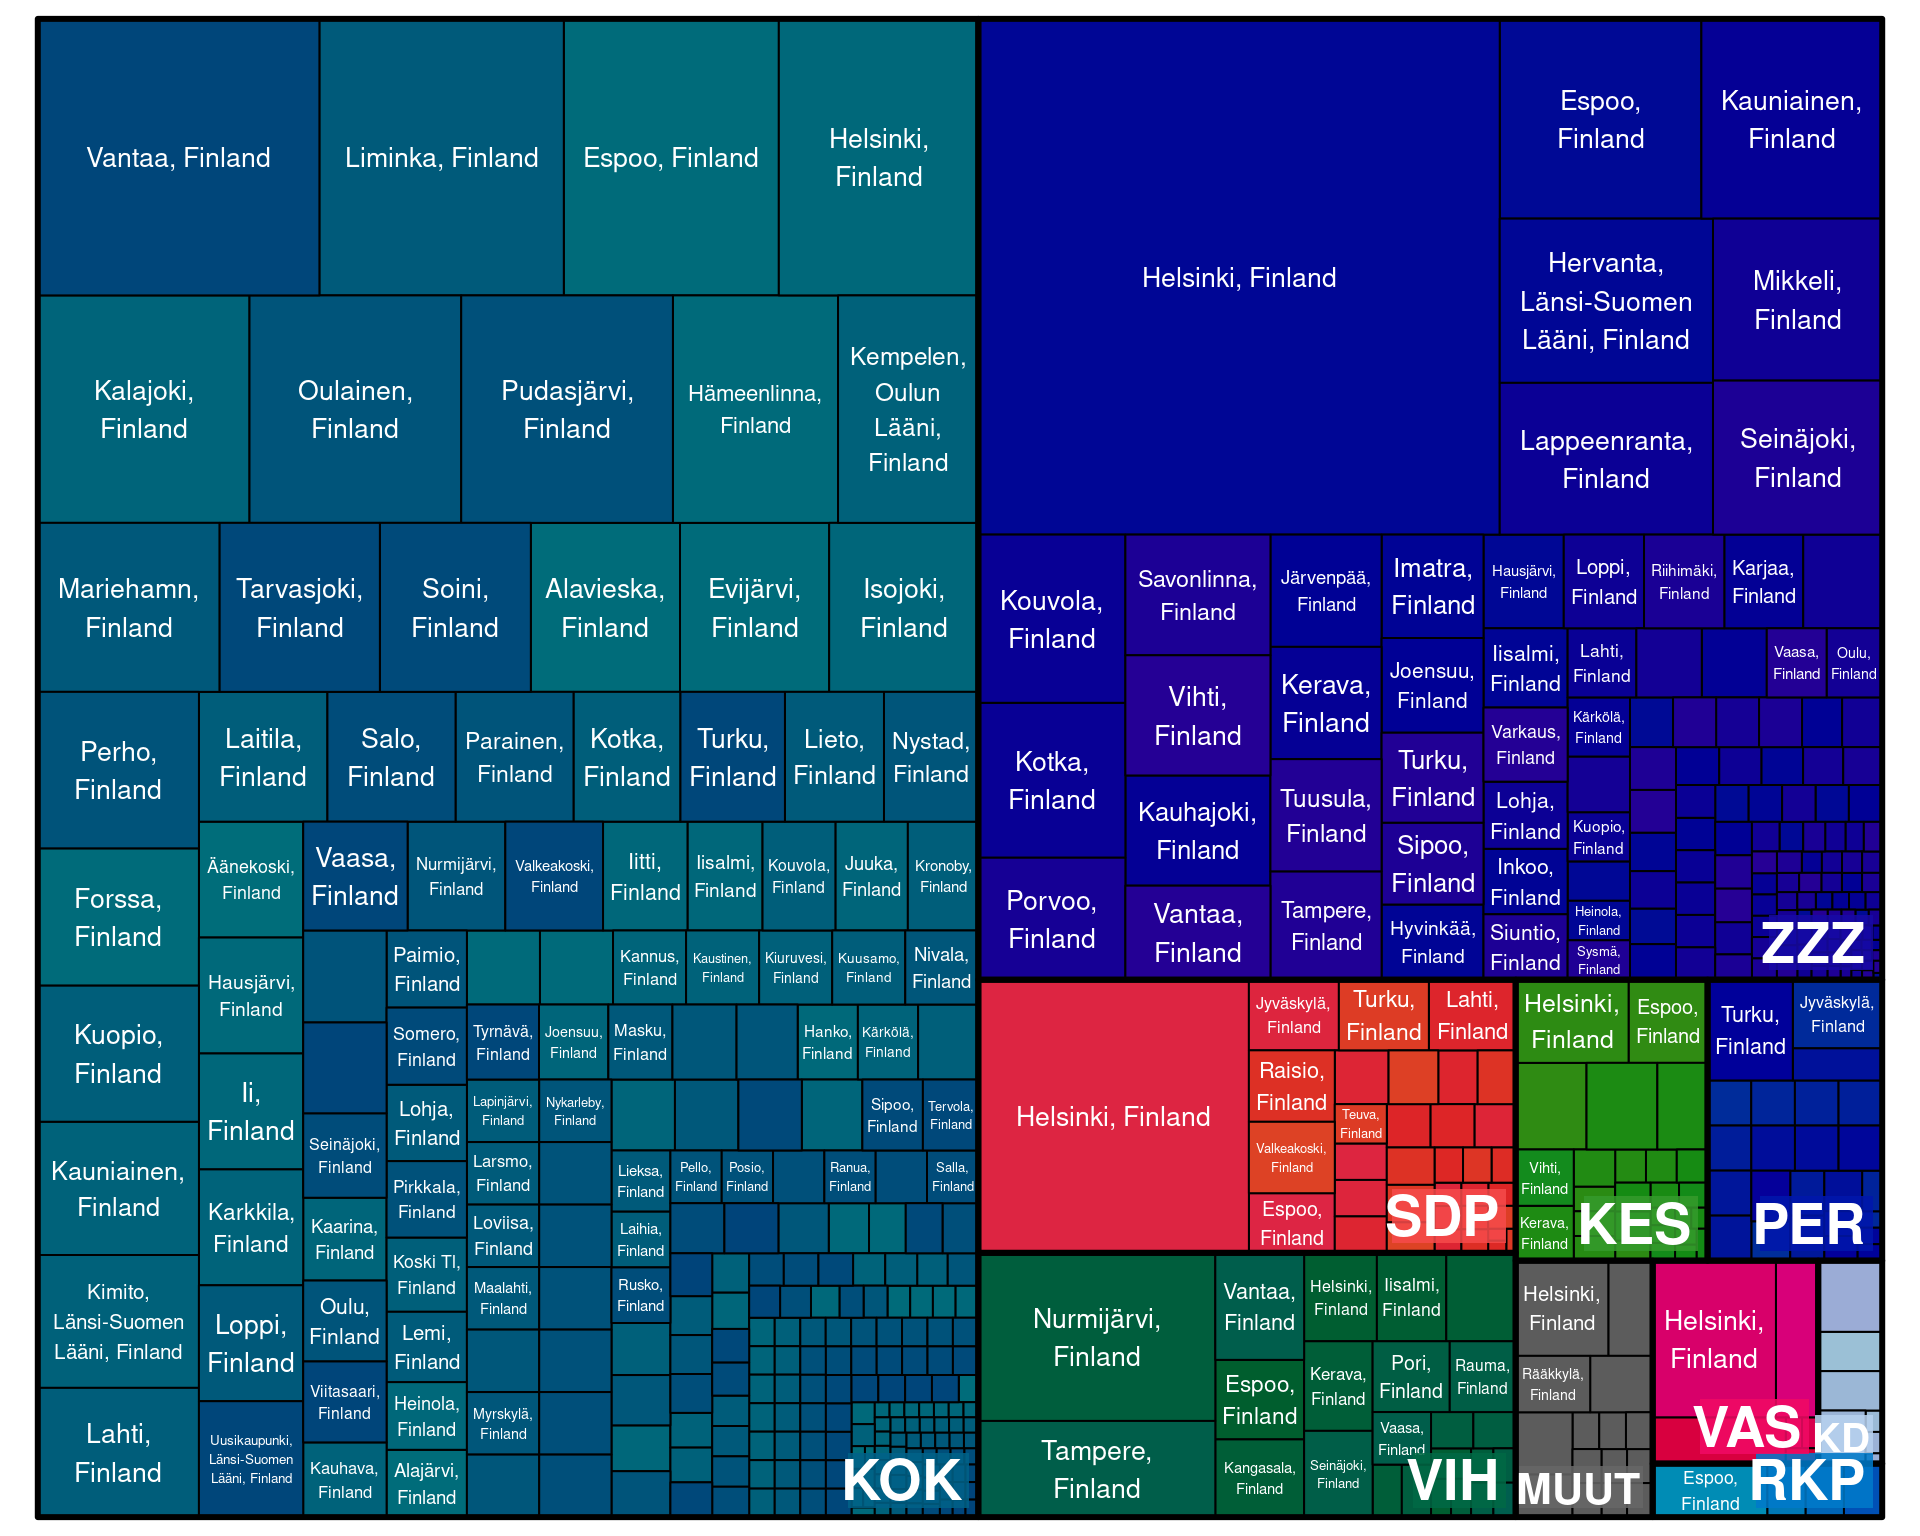 Vantaa, Finland
Liminka, Finland
Espoo, Finland
Helsinki,
Finland
Kalajoki,
Finland
Oulainen,
Finland
Pudasjärvi,
Finland
Hämeenlinna,
Finland
Kempelen,
Oulun
Lääni,
Finland
Mariehamn,
Finland
Tarvasjoki,
Finland
Soini,
Finland
Alavieska,
Finland
Evijärvi,
Finland
Isojoki,
Finland
Perho,
Finland
Forssa,
Finland
Kuopio,
Finland
Kauniainen,
Finland
Kimito,
Länsi-Suomen
Lääni, Finland
Lahti,
Finland
Laitila,
Finland
Salo,
Finland
Parainen,
Finland
Kotka,
Finland
Turku,
Finland
Lieto,
Finland
Nystad,
Finland
Äänekoski,
Finland
Hausjärvi,
Finland
Ii,
Finland
Karkkila,
Finland
Loppi,
Finland
Uusikaupunki,
Länsi-Suomen
Lääni, Finland
Vaasa,
Finland
Nurmijärvi,
Finland
Valkeakoski,
Finland
Iitti,
Finland
Iisalmi,
Finland
Kouvola,
Finland
Juuka,
Finland
Kronoby,
Finland
Seinäjoki,
Finland
Kaarina,
Finland
Oulu,
Finland
Viitasaari,
Finland
Kauhava,
Finland
Paimio,
Finland
Somero,
Finland
Lohja,
Finland
Pirkkala,
Finland
Koski Tl,
Finland
Lemi,
Finland
Heinola,
Finland
Alajärvi,
Finland
Kannus,
Finland
Kaustinen,
Finland
Kiuruvesi,
Finland
Kuusamo,
Finland
Nivala,
Finland
Tyrnävä,
Finland
Joensuu,
Finland
Masku,
Finland
Hanko,
Finland
Kärkölä,
Finland
Lapinjärvi,
Finland
Nykarleby,
Finland
Sipoo,
Finland
Tervola,
Finland
Larsmo,
Finland
Loviisa,
Finland
Maalahti,
Finland
Myrskylä,
Finland
Lieksa,
Finland
Pello,
Finland
Posio,
Finland
Ranua,
Finland
Salla,
Finland
Laihia,
Finland
Rusko,
Finland
KOK
Helsinki, Finland
Espoo,
Finland
Kauniainen,
Finland
Hervanta,
Länsi-Suomen
Lääni, Finland
Mikkeli,
Finland
Lappeenranta,
Finland
Seinäjoki,
Finland
Kouvola,
Finland
Kotka,
Finland
Porvoo,
Finland
Savonlinna,
Finland
Vihti,
Finland
Kauhajoki,
Finland
Vantaa,
Finland
Järvenpää,
Finland
Kerava,
Finland
Tuusula,
Finland
Tampere,
Finland
Imatra,
Finland
Joensuu,
Finland
Turku,
Finland
Sipoo,
Finland
Hyvinkää,
Finland
Hausjärvi,
Finland
Loppi,
Finland
Riihimäki,
Finland
Karjaa,
Finland
Iisalmi,
Finland
Varkaus,
Finland
Lohja,
Finland
Inkoo,
Finland
Siuntio,
Finland
Lahti,
Finland
Vaasa,
Finland
Oulu,
Finland
Kärkölä,
Finland
Kuopio,
Finland
Heinola,
Finland
Sysmä,
Finland
ZZZ
Helsinki, Finland
Jyväskylä,
Finland
Turku,
Finland
Lahti,
Finland
Raisio,
Finland
Valkeakoski,
Finland
Espoo,
Finland
Teuva,
Finland
SDP
Helsinki,
Finland
Espoo,
Finland
Vihti,
Finland
Kerava,
Finland
KES
Turku,
Finland
Jyväskylä,
Finland
PER
Nurmijärvi,
Finland
Tampere,
Finland
Vantaa,
Finland
Espoo,
Finland
Kangasala,
Finland
Helsinki,
Finland
Iisalmi,
Finland
Kerava,
Finland
Seinäjoki,
Finland
Pori,
Finland
Rauma,
Finland
Vaasa,
Finland
VIH
Helsinki,
Finland
Rääkkylä,
Finland
MUUT
Helsinki,
Finland
VAS
KD
Espoo,
Finland
RKP